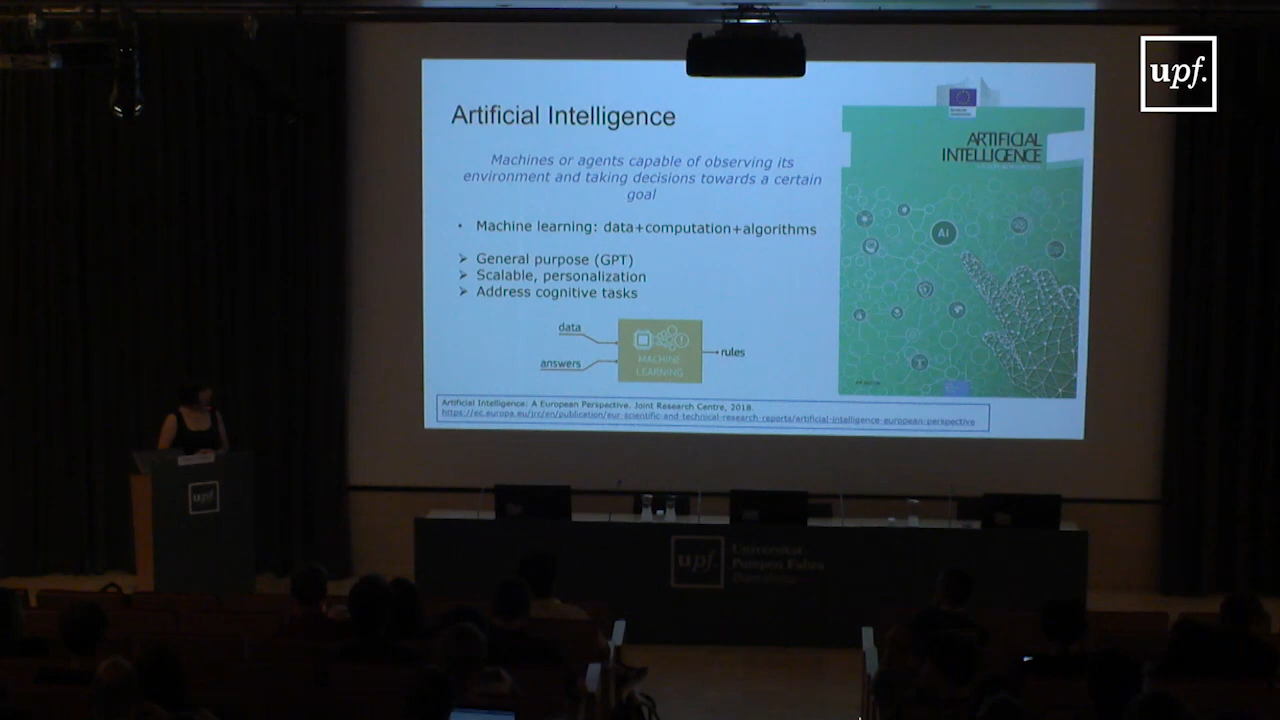 upf.
Artificial Intelligence
Machines or agents capable of observing its
environment and taking decisions towards a certain
goal
• Machine learning: data+computation+algorithms
➤ General purpose (GPT)
➤ Scalable, personalization
➤ Address cognitive tasks
data
answers
MACHINE
LEARNING
rules
Artificial Intelligence: A European Perspective. Joint Research Centre, 2018.
https://ec.europa.eu/jrc/en/publication/eur-scientific-and-technical-research-reports/artificial-intelligence-european-perspective
ARTIFICIAL
INTELLIGENCE
AI
upf.
upf.
Universitat
Pompeu Fabra
Barcelona